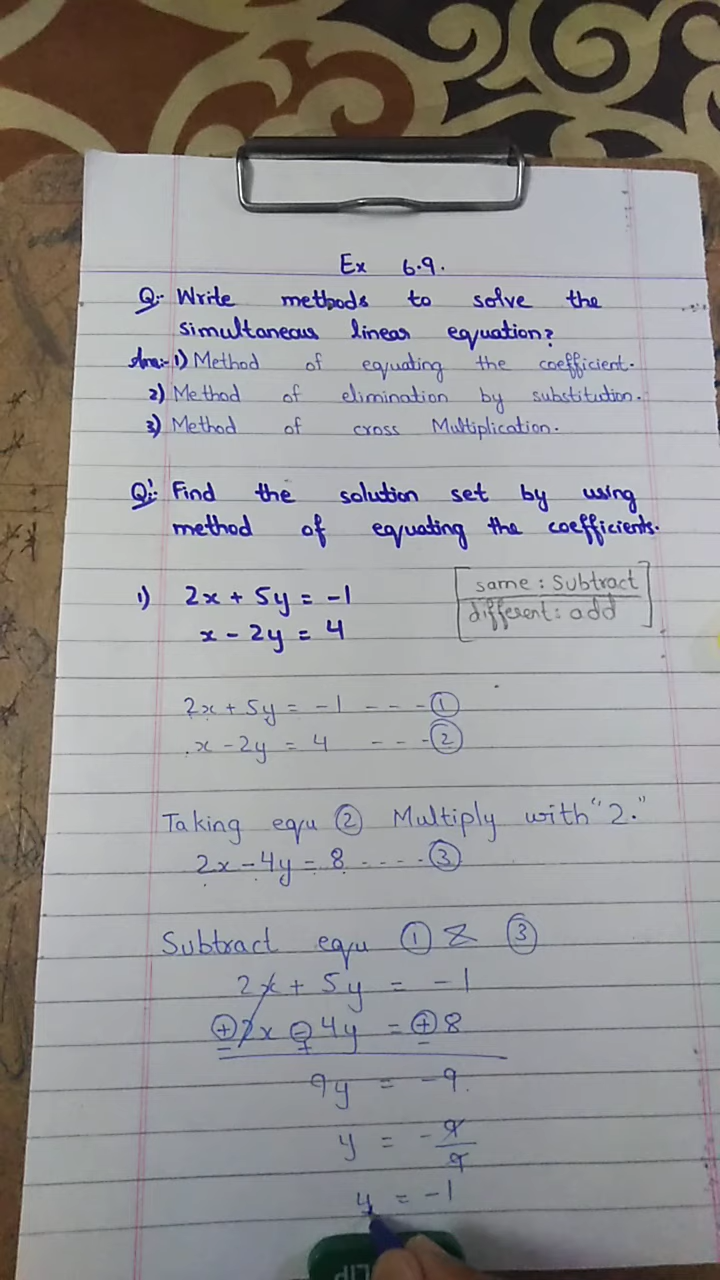 Ex 6.9.
Q:- Write methods to solve the
simultaneous linear equation?
Ans:- 1) Method of equating the coefficient.
2) Method of elimination by substitution.
3) Method of cross Multiplication.
Q:- Find the solution set by using
method of equating the coefficients.
1) 2x + 5y = -1
x - 2y = 4
[same : Subtract
different : add]
2x + 5y = -1 --- ①
x - 2y = 4 --- ②
Taking equ ② Multiply with "2."
2x - 4y = 8 ---- ③
Subtract equ ① & ③
2x + 5y = -1
⊕2x ⊖ 4y = ⊕ 8
− + −
9y = -9.
y = -9/9
y = -1